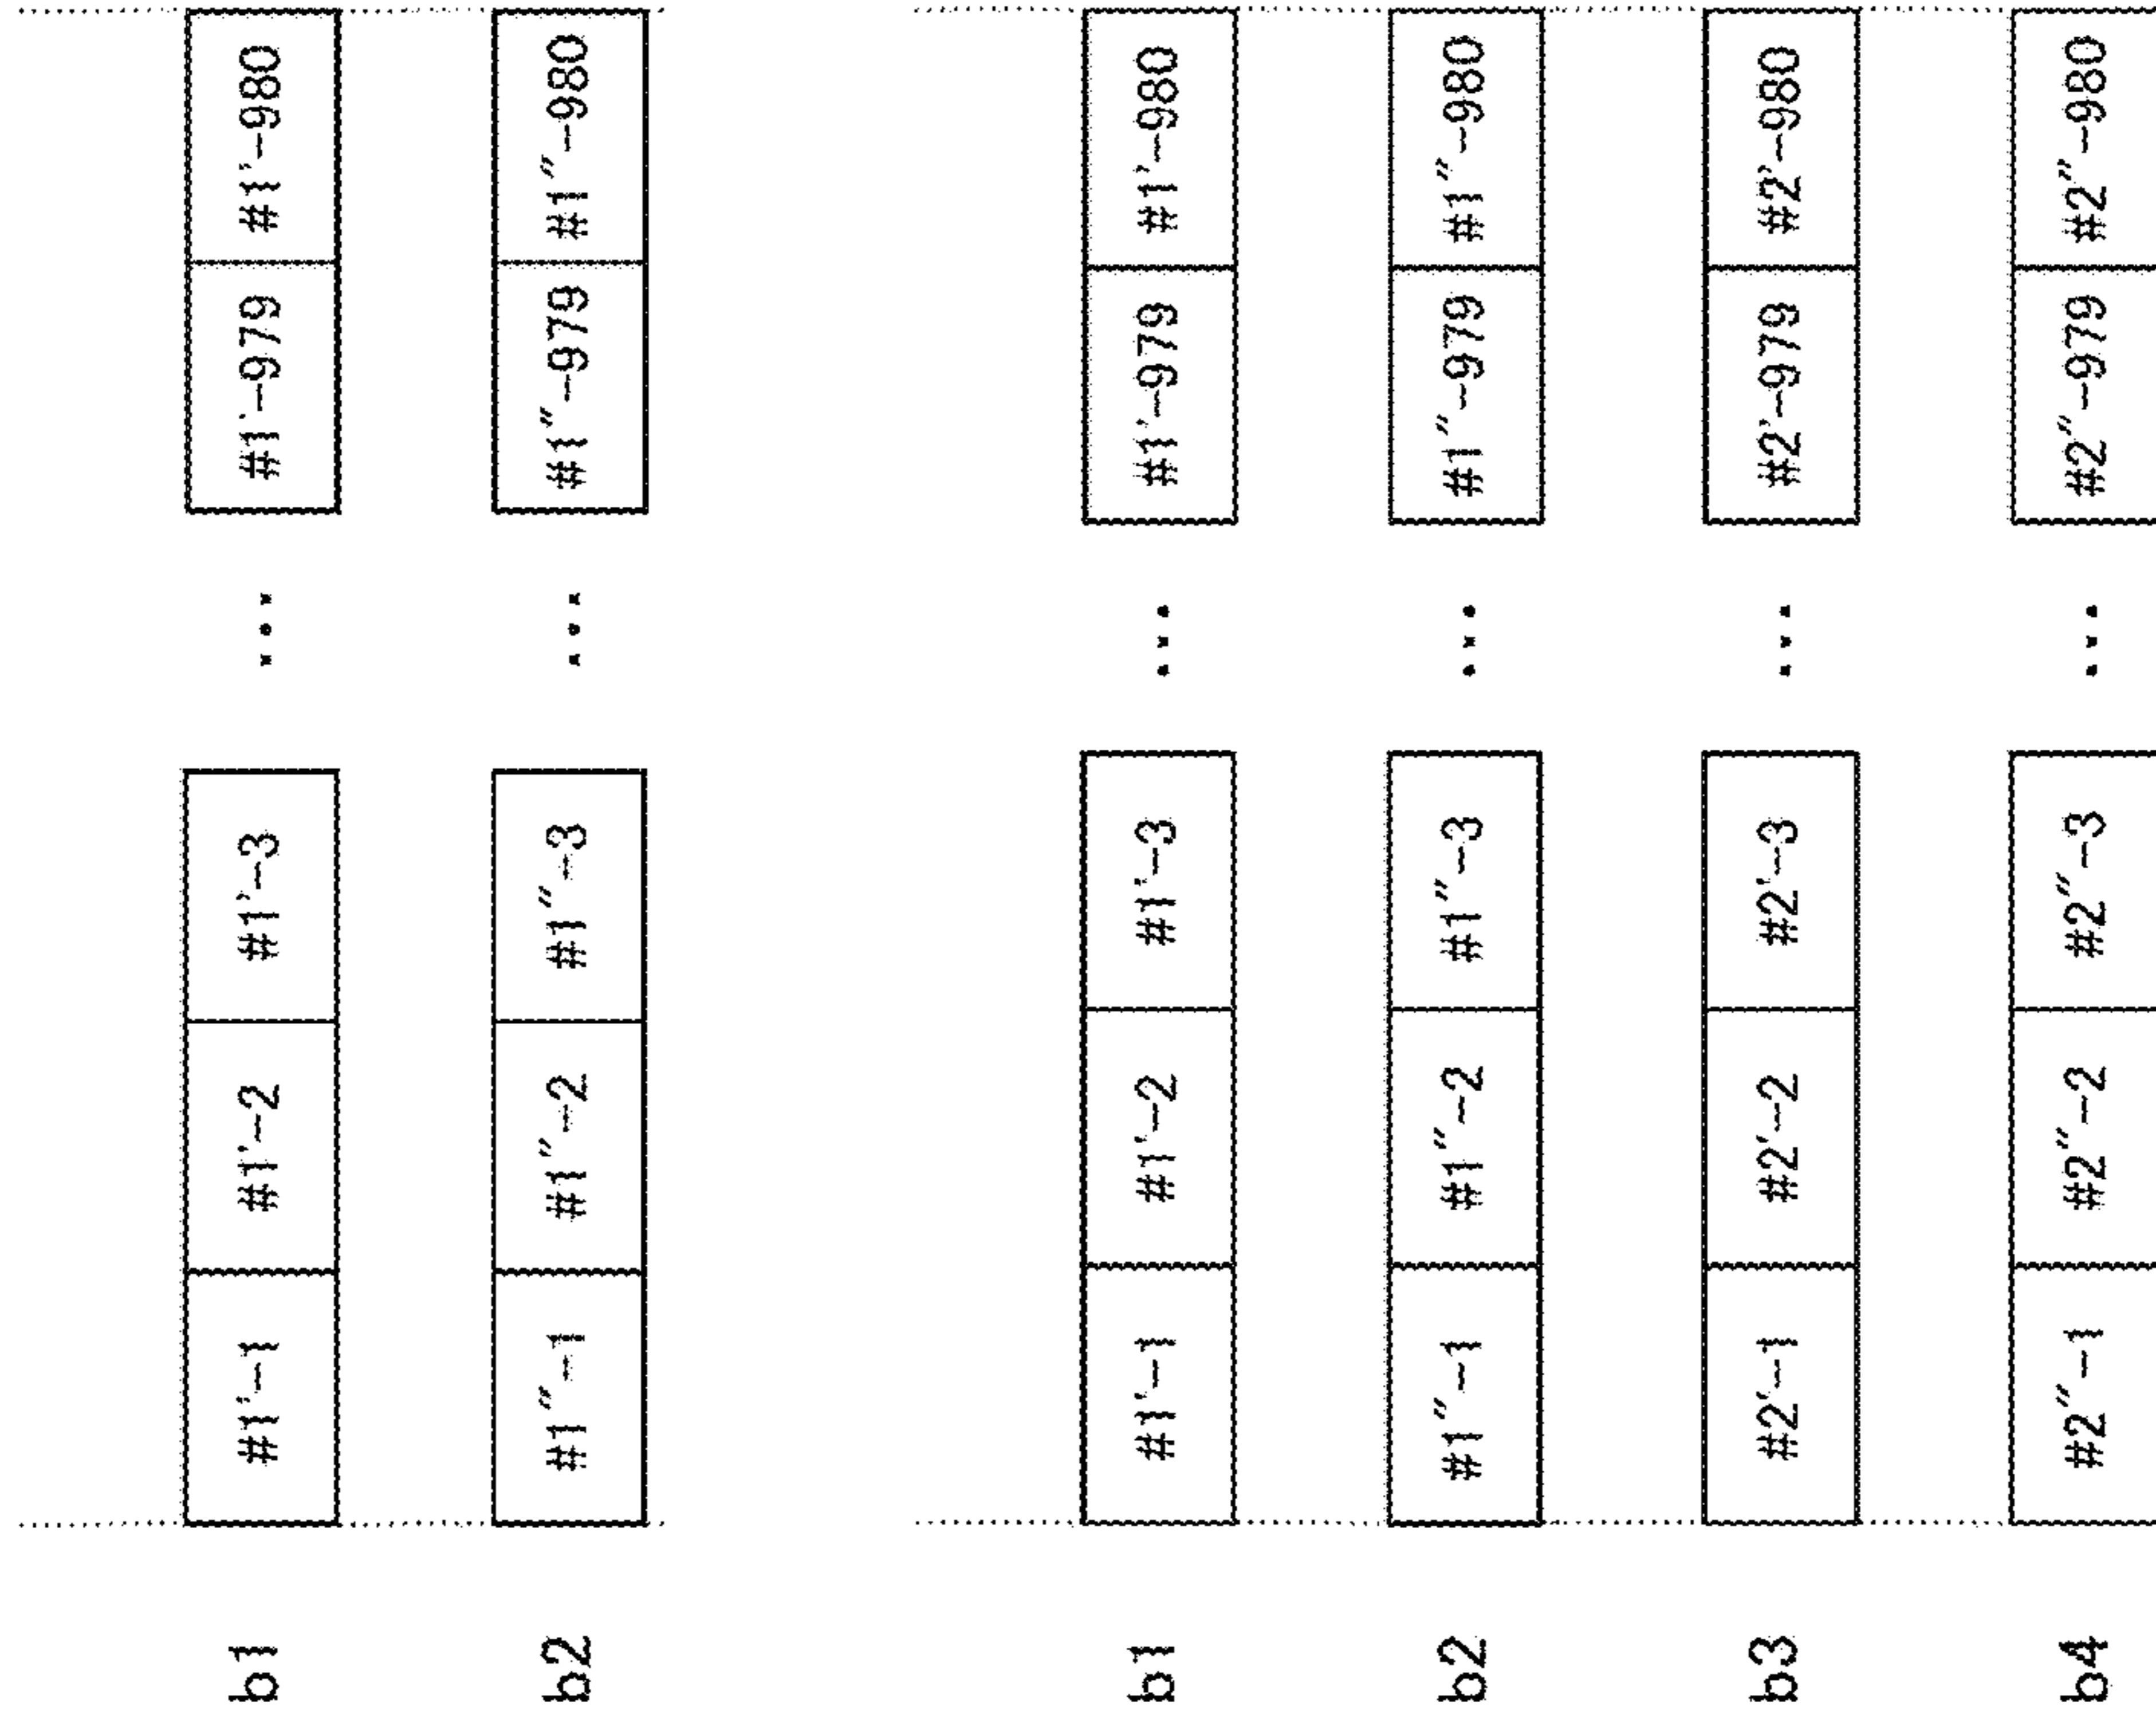 b1 #1'-1 #1'-2 #1'-3 ... #1'-979 #1'-980
b2 #1"-1 #1"-2 #1"-3 ... #1"-979 #1"-980
b1 #1'-1 #1'-2 #1'-3 ... #1'-979 #1'-980
b2 #1"-1 #1"-2 #1"-3 ... #1"-979 #1"-980
b3 #2'-1 #2'-2 #2'-3 ... #2'-979 #2'-980
b4 #2"-1 #2"-2 #2"-3 ... #2"-979 #2"-980